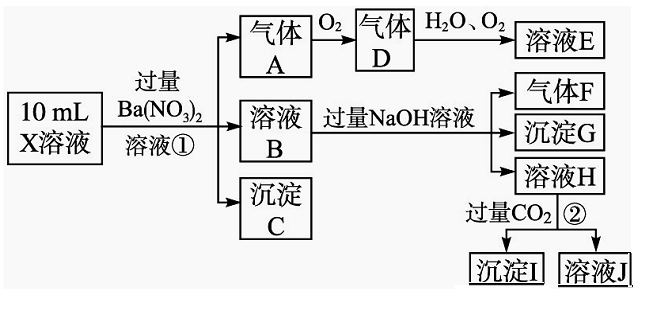 10 mL
X溶液
过量
Ba(NO₃)₂
溶液①
气体
A
O₂
气体
D
H₂O、O₂
溶液E
溶液
B
过量NaOH溶液
气体F
沉淀G
溶液H
沉淀
C
过量CO₂
②
沉淀I
溶液J